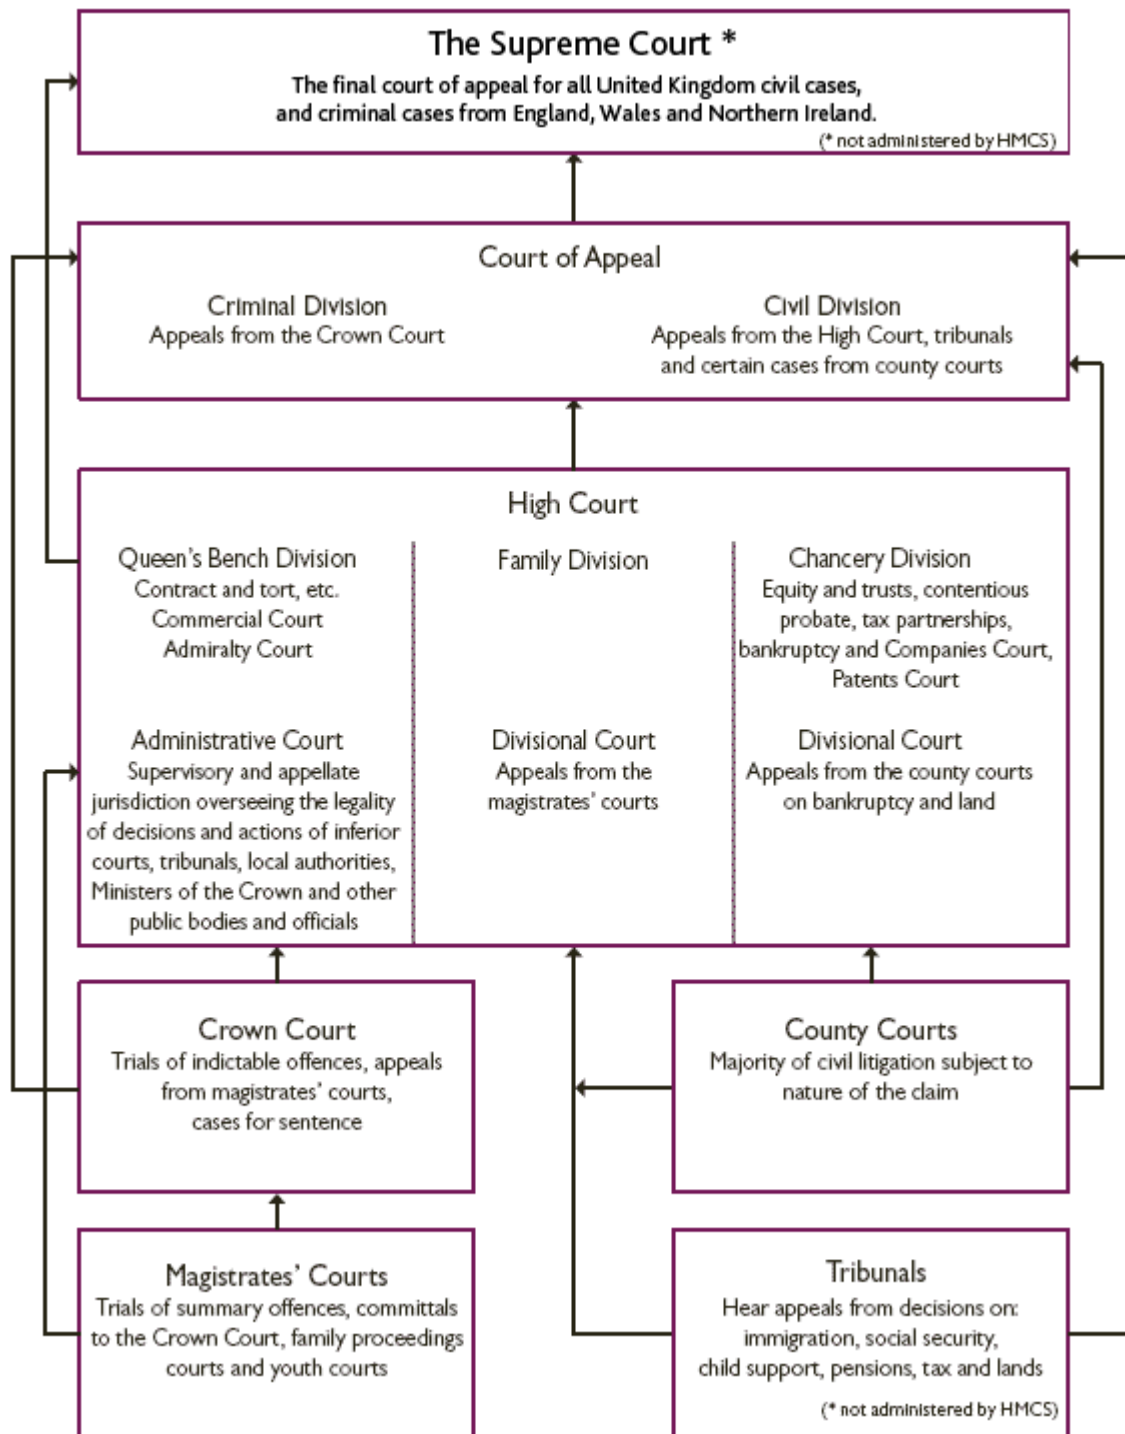 The Supreme Court *
The final court of appeal for all United Kingdom civil cases,
and criminal cases from England, Wales and Northern Ireland.
(* not administered by HMCS)
Court of Appeal
Criminal Division
Appeals from the Crown Court
Civil Division
Appeals from the High Court, tribunals
and certain cases from county courts
High Court
Queen's Bench Division
Contract and tort, etc.
Commercial Court
Admiralty Court
Family Division
Chancery Division
Equity and trusts, contentious
probate, tax partnerships,
bankruptcy and Companies Court,
Patents Court
Administrative Court
Supervisory and appellate
jurisdiction overseeing the legality
of decisions and actions of inferior
courts, tribunals, local authorities,
Ministers of the Crown and other
public bodies and officials
Divisional Court
Appeals from the
magistrates' courts
Divisional Court
Appeals from the county courts
on bankruptcy and land
Crown Court
Trials of indictable offences, appeals
from magistrates' courts,
cases for sentence
County Courts
Majority of civil litigation subject to
nature of the claim
Magistrates' Courts
Trials of summary offences, committals
to the Crown Court, family proceedings
courts and youth courts
Tribunals
Hear appeals from decisions on:
immigration, social security,
child support, pensions, tax and lands
(* not administered by HMCS)